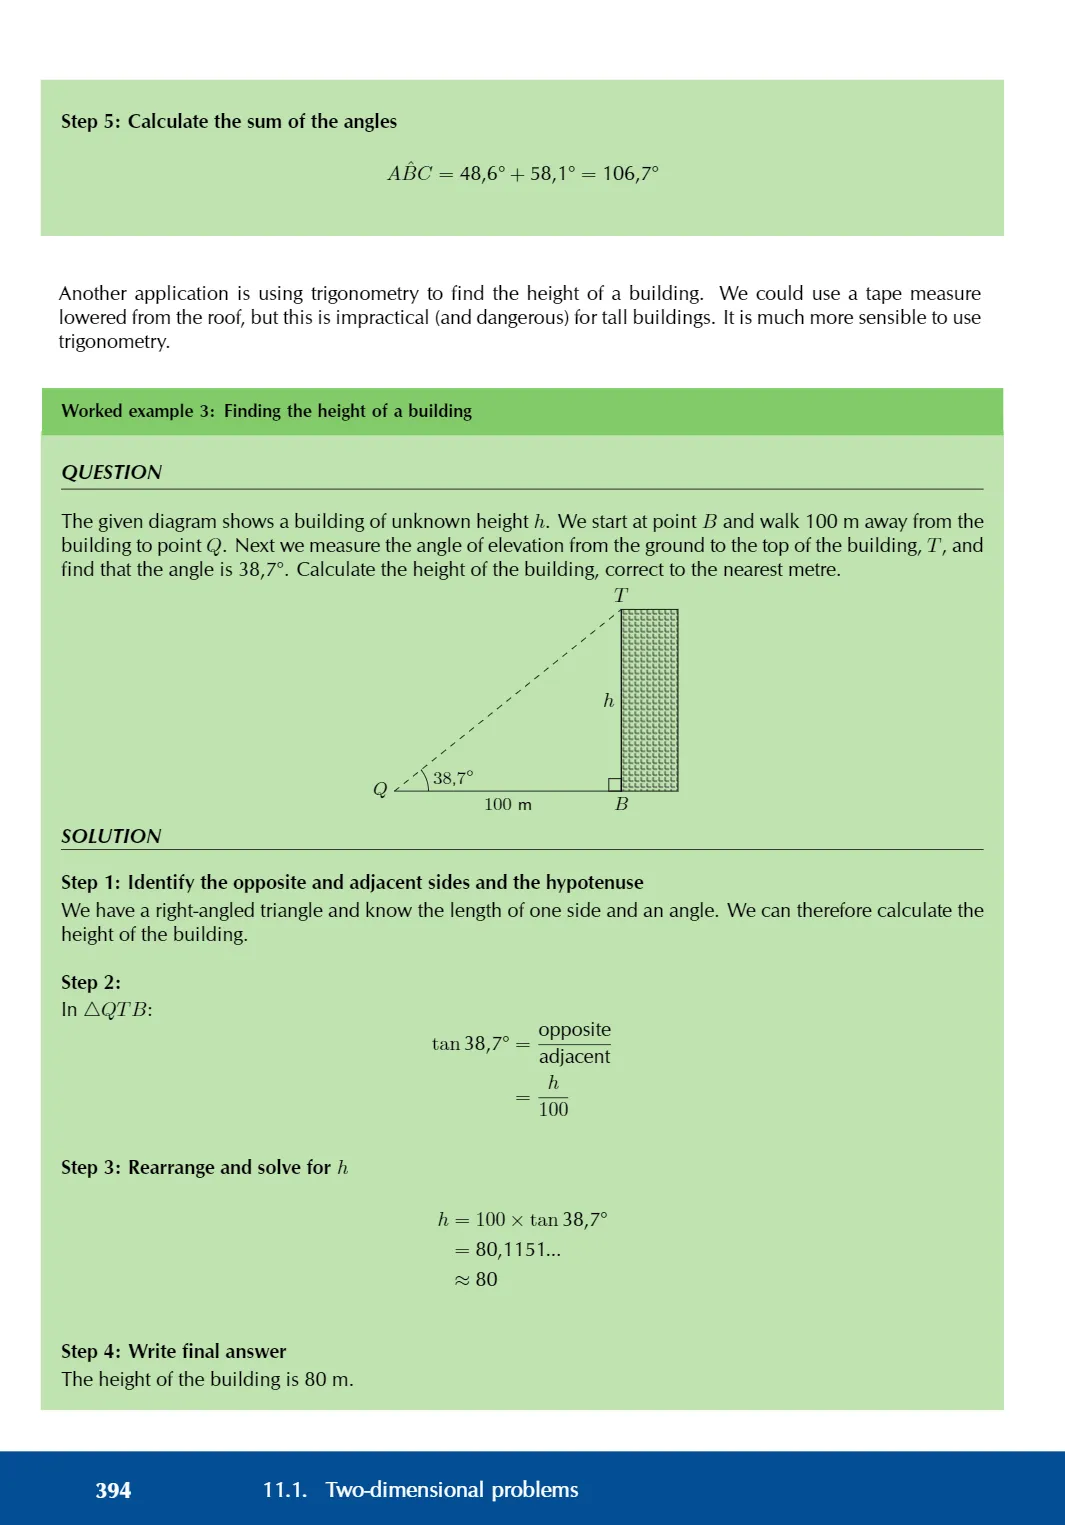 Step 5: Calculate the sum of the angles
AB̂C = 48,6° + 58,1° = 106,7°
Another application is using trigonometry to find the height of a building. We could use a tape measure
lowered from the roof, but this is impractical (and dangerous) for tall buildings. It is much more sensible to use
trigonometry.
Worked example 3: Finding the height of a building
QUESTION
The given diagram shows a building of unknown height h. We start at point B and walk 100 m away from the
building to point Q. Next we measure the angle of elevation from the ground to the top of the building, T, and
find that the angle is 38,7°. Calculate the height of the building, correct to the nearest metre.
T
h
38,7°
Q
100 m
B
SOLUTION
Step 1: Identify the opposite and adjacent sides and the hypotenuse
We have a right-angled triangle and know the length of one side and an angle. We can therefore calculate the
height of the building.
Step 2:
In △QTB:
tan 38,7° = opposite
adjacent
= h
100
Step 3: Rearrange and solve for h
h = 100 × tan 38,7°
= 80,1151...
≈ 80
Step 4: Write final answer
The height of the building is 80 m.
394 11.1. Two-dimensional problems